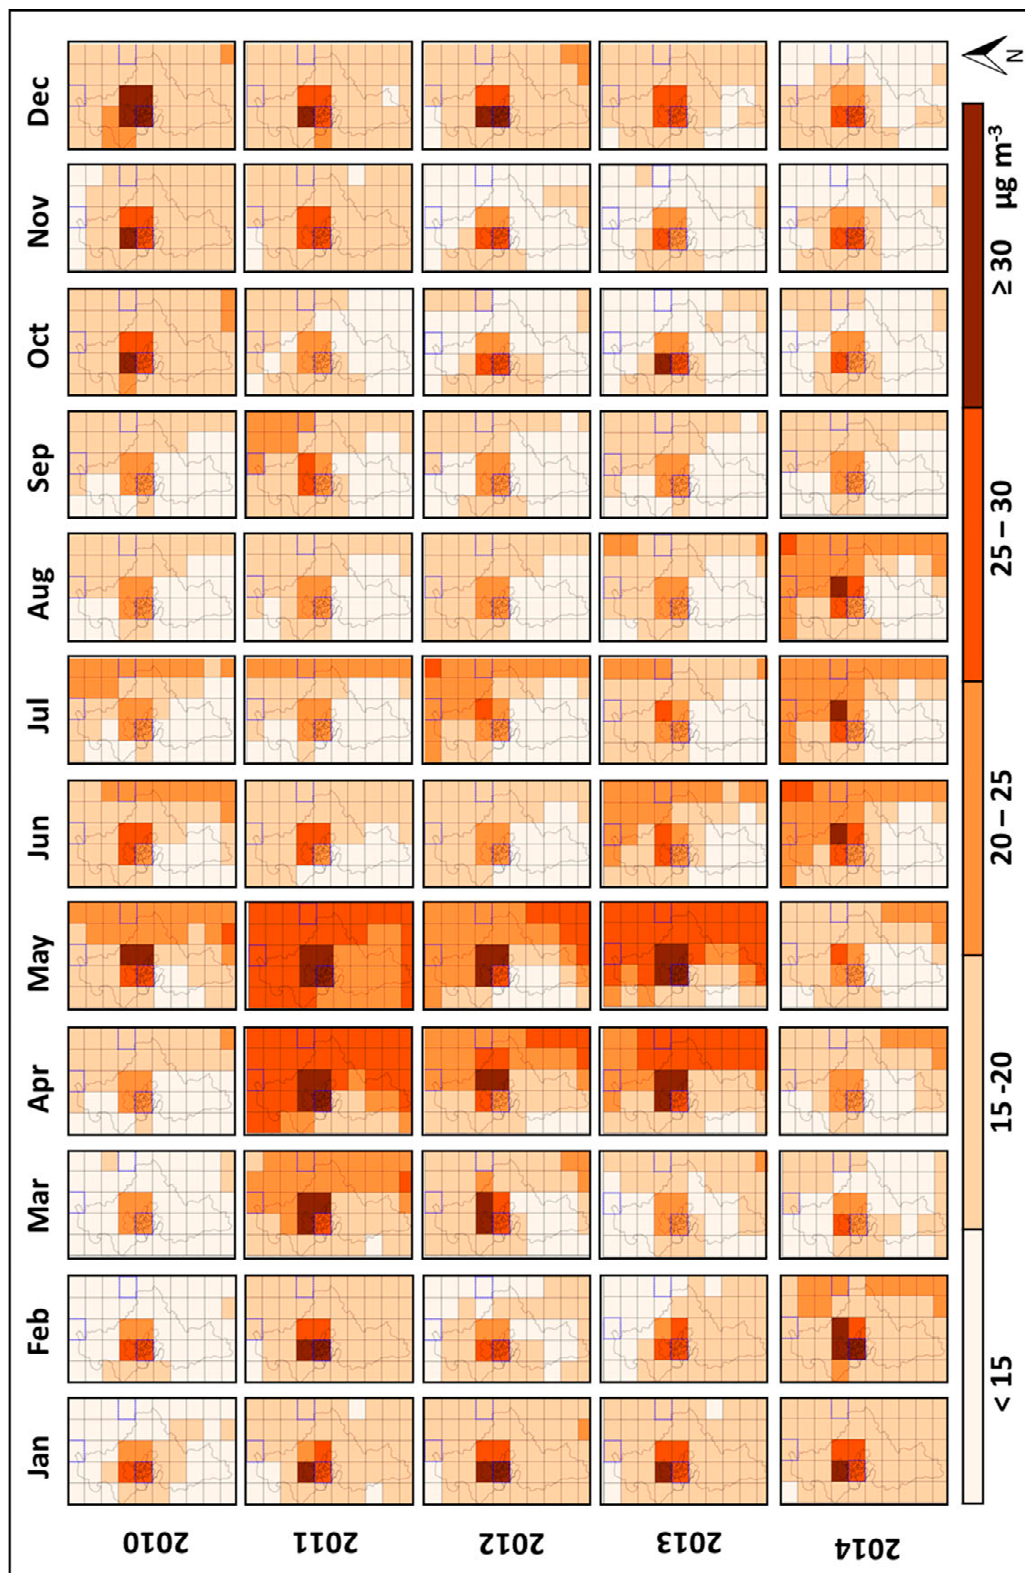 Jan Feb Mar Apr May Jun Jul Aug Sep Oct Nov Dec
2010
2011
2012
2013
2014
< 15 15 -20 20 – 25 25 – 30 ≥ 30 µg m-3
N